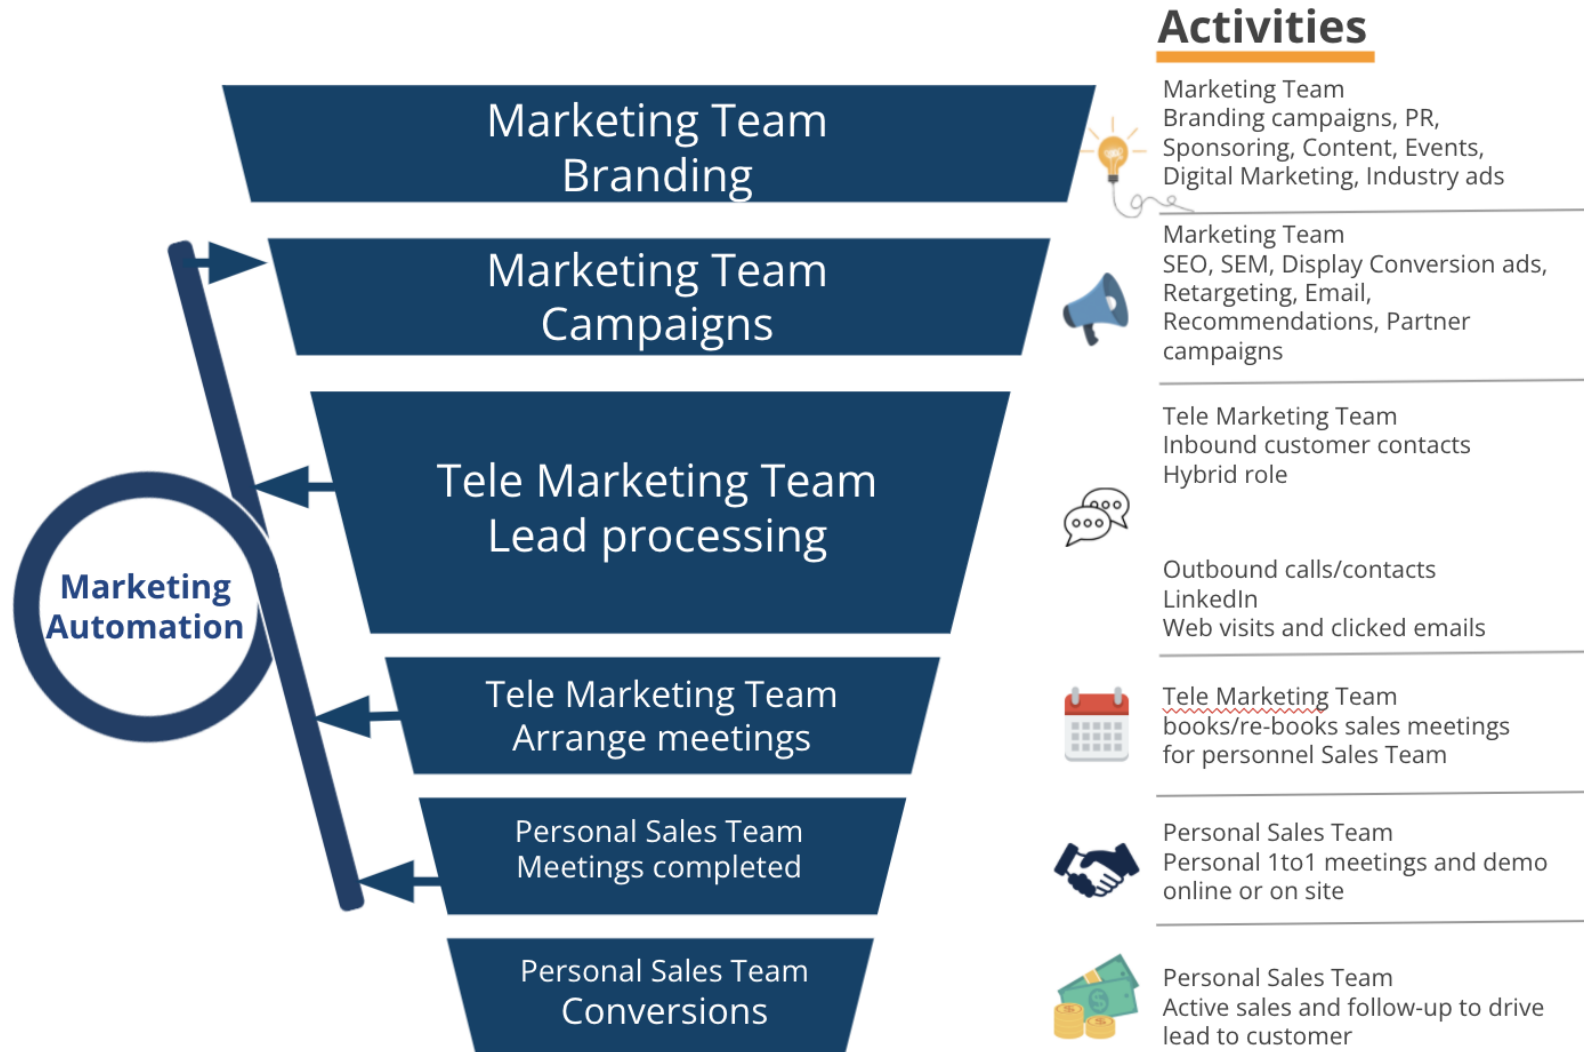 Activities
Marketing Team
Branding
Marketing Team
Branding campaigns, PR,
Sponsoring, Content, Events,
Digital Marketing, Industry ads
Marketing Team
Campaigns
Marketing Team
SEO, SEM, Display Conversion ads,
Retargeting, Email,
Recommendations, Partner
campaigns
Tele Marketing Team
Lead processing
Tele Marketing Team
Inbound customer contacts
Hybrid role
Outbound calls/contacts
LinkedIn
Web visits and clicked emails
Marketing
Automation
Tele Marketing Team
Arrange meetings
Tele Marketing Team
books/re-books sales meetings
for personnel Sales Team
Personal Sales Team
Meetings completed
Personal Sales Team
Personal 1to1 meetings and demo
online or on site
Personal Sales Team
Conversions
Personal Sales Team
Active sales and follow-up to drive
lead to customer